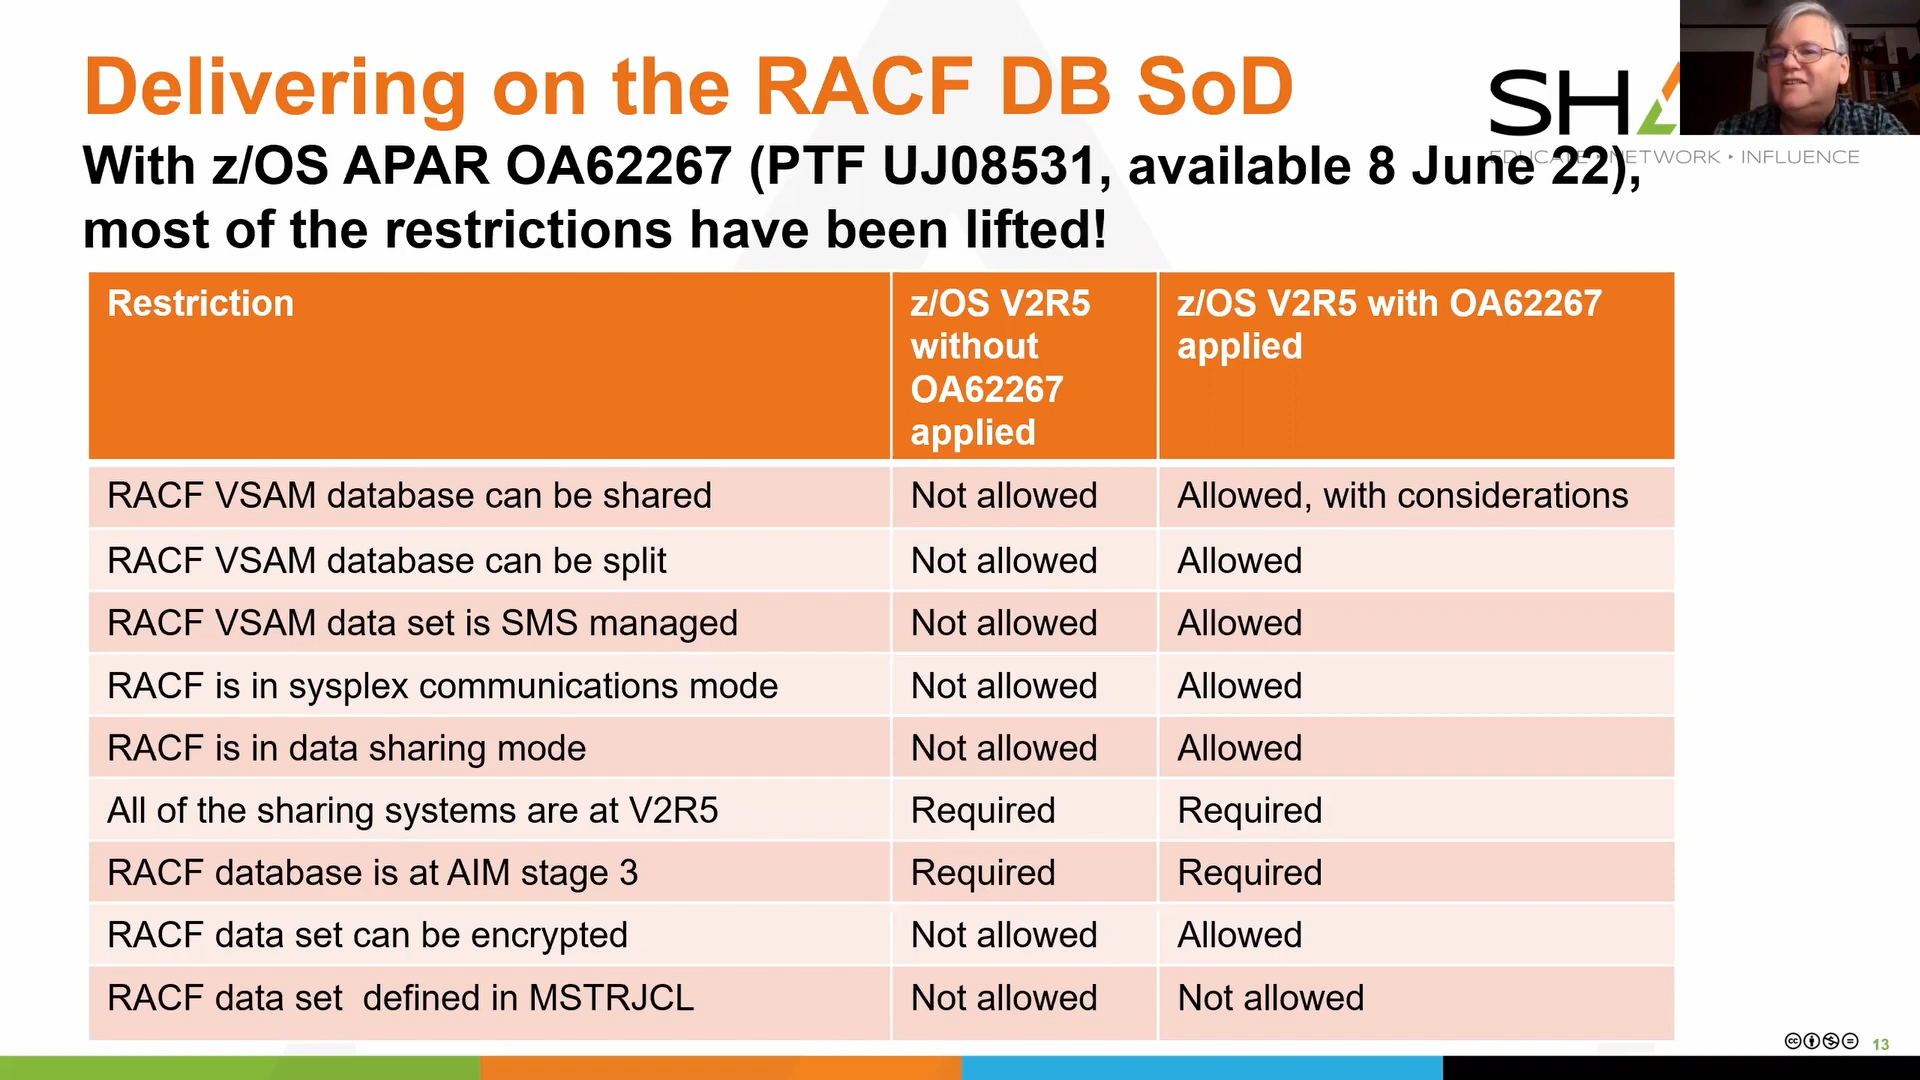 Delivering on the RACF DB SoD
SH
With z/OS APAR OA62267 (PTF UJ08531, available 8 June 22),
NETWORK • INFLUENCE
most of the restrictions have been lifted!
Restriction
z/OS V2R5
without
OA62267
applied
z/OS V2R5 with OA62267
applied
RACF VSAM database can be shared Not allowed Allowed, with considerations
RACF VSAM database can be split Not allowed Allowed
RACF VSAM data set is SMS managed Not allowed Allowed
RACF is in sysplex communications mode Not allowed Allowed
RACF is in data sharing mode Not allowed Allowed
All of the sharing systems are at V2R5 Required Required
RACF database is at AIM stage 3 Required Required
RACF data set can be encrypted Not allowed Allowed
RACF data set  defined in MSTRJCL Not allowed Not allowed
13